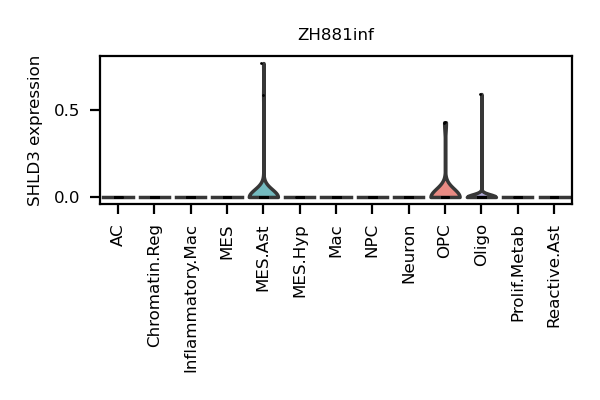 ZH881inf
SHLD3 expression
0.5
0.0
AC
Chromatin.Reg
Inflammatory.Mac
MES
MES.Ast
MES.Hyp
Mac
NPC
Neuron
OPC
Oligo
Prolif.Metab
Reactive.Ast